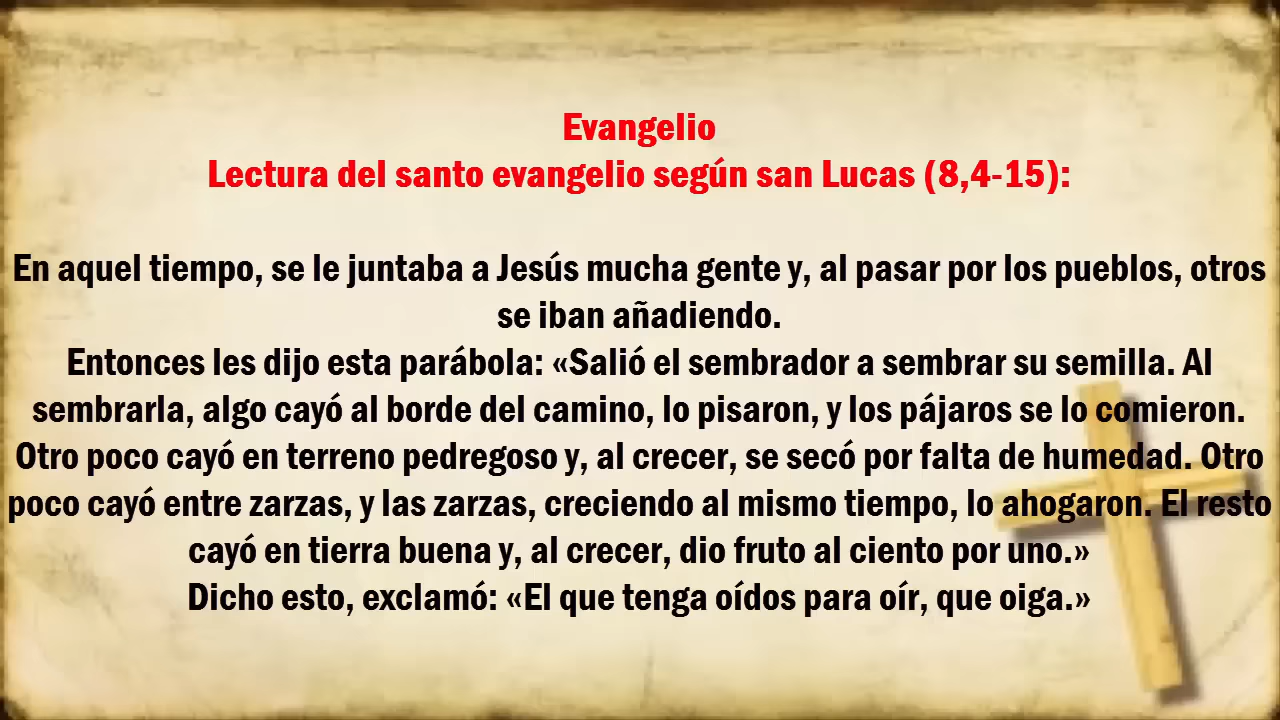 Evangelio
Lectura del santo evangelio según san Lucas (8,4-15):
En aquel tiempo, se le juntaba a Jesús mucha gente y, al pasar por los pueblos, otros
se iban añadiendo.
Entonces les dijo esta parábola: «Salió el sembrador a sembrar su semilla. Al
sembrarla, algo cayó al borde del camino, lo pisaron, y los pájaros se lo comieron.
Otro poco cayó en terreno pedregoso y, al crecer, se secó por falta de humedad. Otro
poco cayó entre zarzas, y las zarzas, creciendo al mismo tiempo, lo ahogaron. El resto
cayó en tierra buena y, al crecer, dio fruto al ciento por uno.»
Dicho esto, exclamó: «El que tenga oídos para oír, que oiga.»